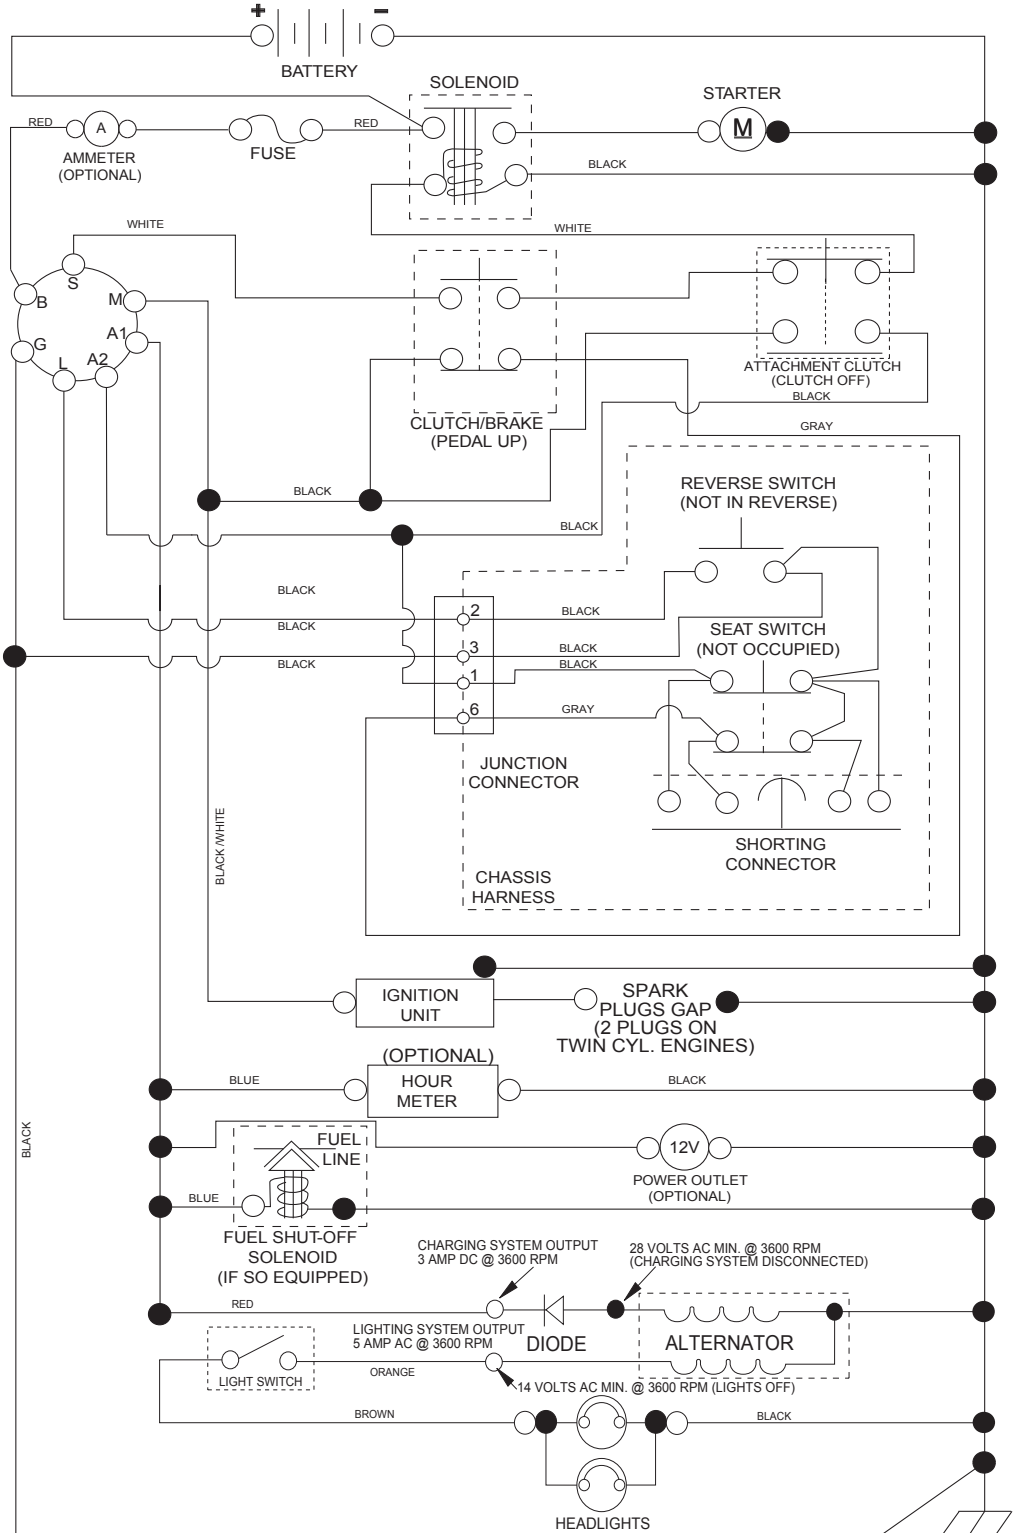 + −
BATTERY
SOLENOID
STARTER
RED
A
RED
M
AMMETER
(OPTIONAL)
FUSE
BLACK
WHITE
WHITE
S
B
M
A1
G
L
A2
ATTACHMENT CLUTCH
(CLUTCH OFF)
BLACK
CLUTCH/BRAKE
(PEDAL UP)
GRAY
REVERSE SWITCH
(NOT IN REVERSE)
BLACK
BLACK
BLACK
2
BLACK
BLACK
SEAT SWITCH
(NOT OCCUPIED)
3
BLACK
BLACK
BLACK
1
6
GRAY
JUNCTION
CONNECTOR
BLACK/WHITE
SHORTING
CONNECTOR
CHASSIS
HARNESS
IGNITION
UNIT
SPARK
PLUGS GAP
(2 PLUGS ON
TWIN CYL. ENGINES)
(OPTIONAL)
HOUR
METER
BLUE
BLACK
BLACK
FUEL
LINE
12V
POWER OUTLET
(OPTIONAL)
BLUE
FUEL SHUT-OFF
SOLENOID
(IF SO EQUIPPED)
CHARGING SYSTEM OUTPUT
3 AMP DC @ 3600 RPM
28 VOLTS AC MIN. @ 3600 RPM
(CHARGING SYSTEM DISCONNECTED)
RED
LIGHTING SYSTEM OUTPUT
5 AMP AC @ 3600 RPM
DIODE
ALTERNATOR
LIGHT SWITCH
ORANGE
14 VOLTS AC MIN. @ 3600 RPM (LIGHTS OFF)
BROWN
BLACK
HEADLIGHTS